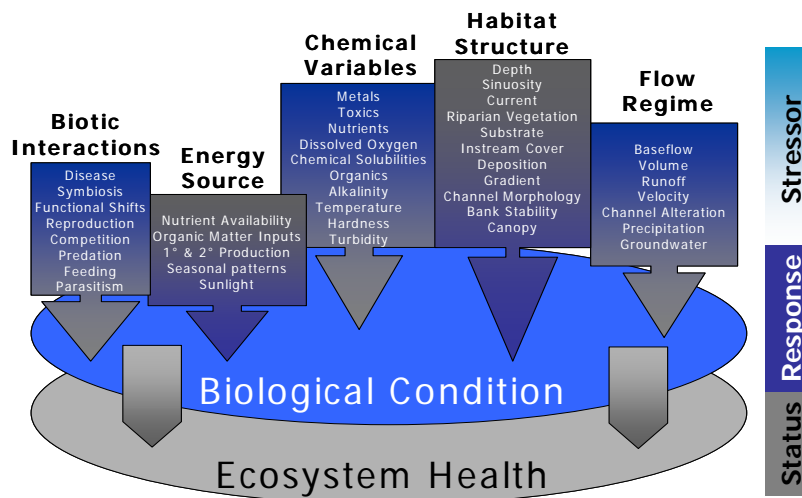 Biotic
Interactions
Disease
Symbiosis
Functional Shifts
Reproduction
Competition
Predation
Feeding
Parasitism
Energy
Source
Nutrient Availability
Organic Matter Inputs
1° & 2° Production
Seasonal patterns
Sunlight
Chemical
Variables
Metals
Toxics
Nutrients
Dissolved Oxygen
Chemical Solubilities
Organics
Alkalinity
Temperature
Hardness
Turbidity
Habitat
Structure
Depth
Sinuosity
Current
Riparian Vegetation
Substrate
Instream Cover
Deposition
Gradient
Channel Morphology
Bank Stability
Canopy
Flow
Regime
Baseflow
Volume
Runoff
Velocity
Channel Alteration
Precipitation
Groundwater
Stressor
Response
Status
Biological Condition
Ecosystem Health